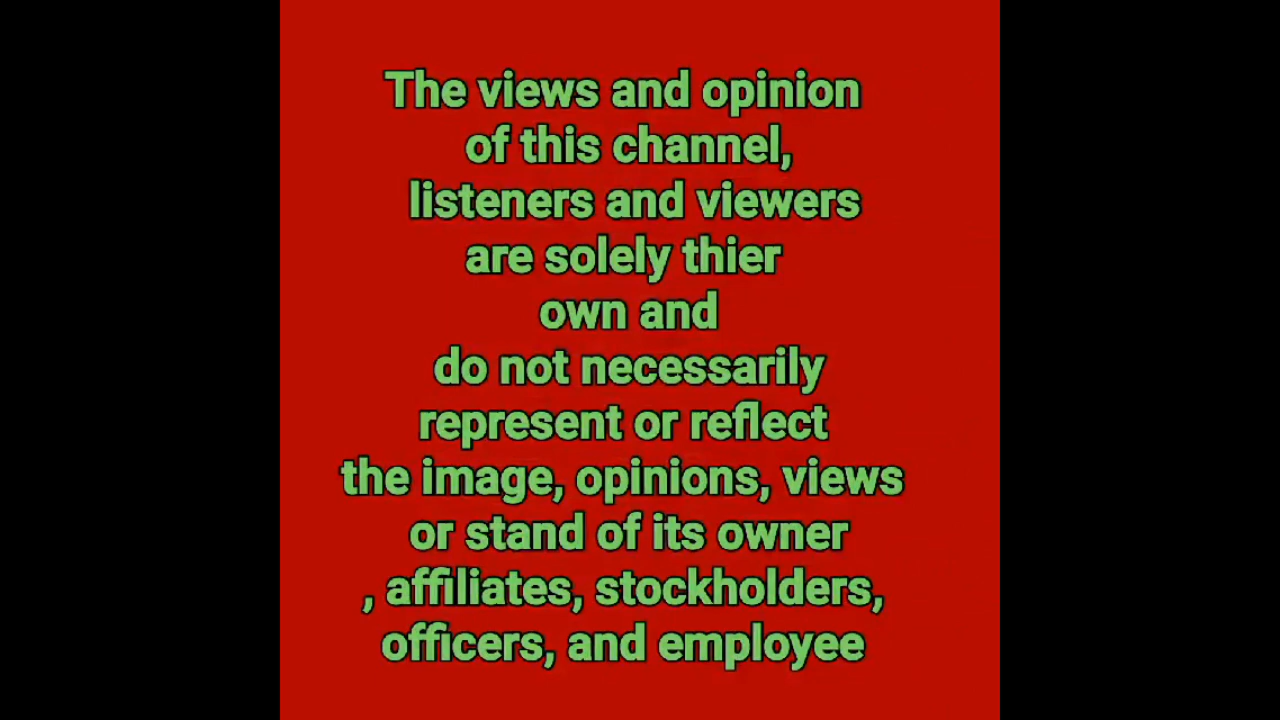 The views and opinion
of this channel,
listeners and viewers
are solely thier
own and
do not necessarily
represent or reflect
the image, opinions, views
or stand of its owner
, affiliates, stockholders,
officers, and employee